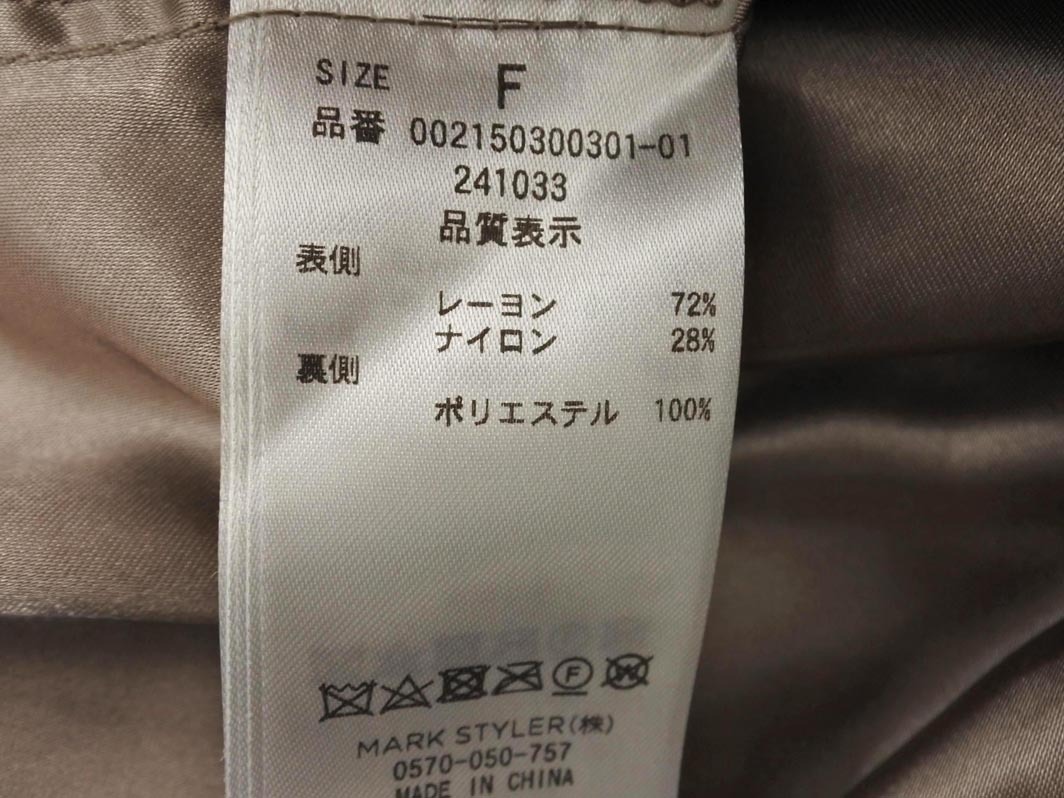 SIZE F
品番 002150300301-01
241033
品質表示
表側
レーヨン 72%
ナイロン 28%
裏側
ポリエステル 100%
F W
MARK STYLER(株)
0570-050-757
MADE IN CHINA